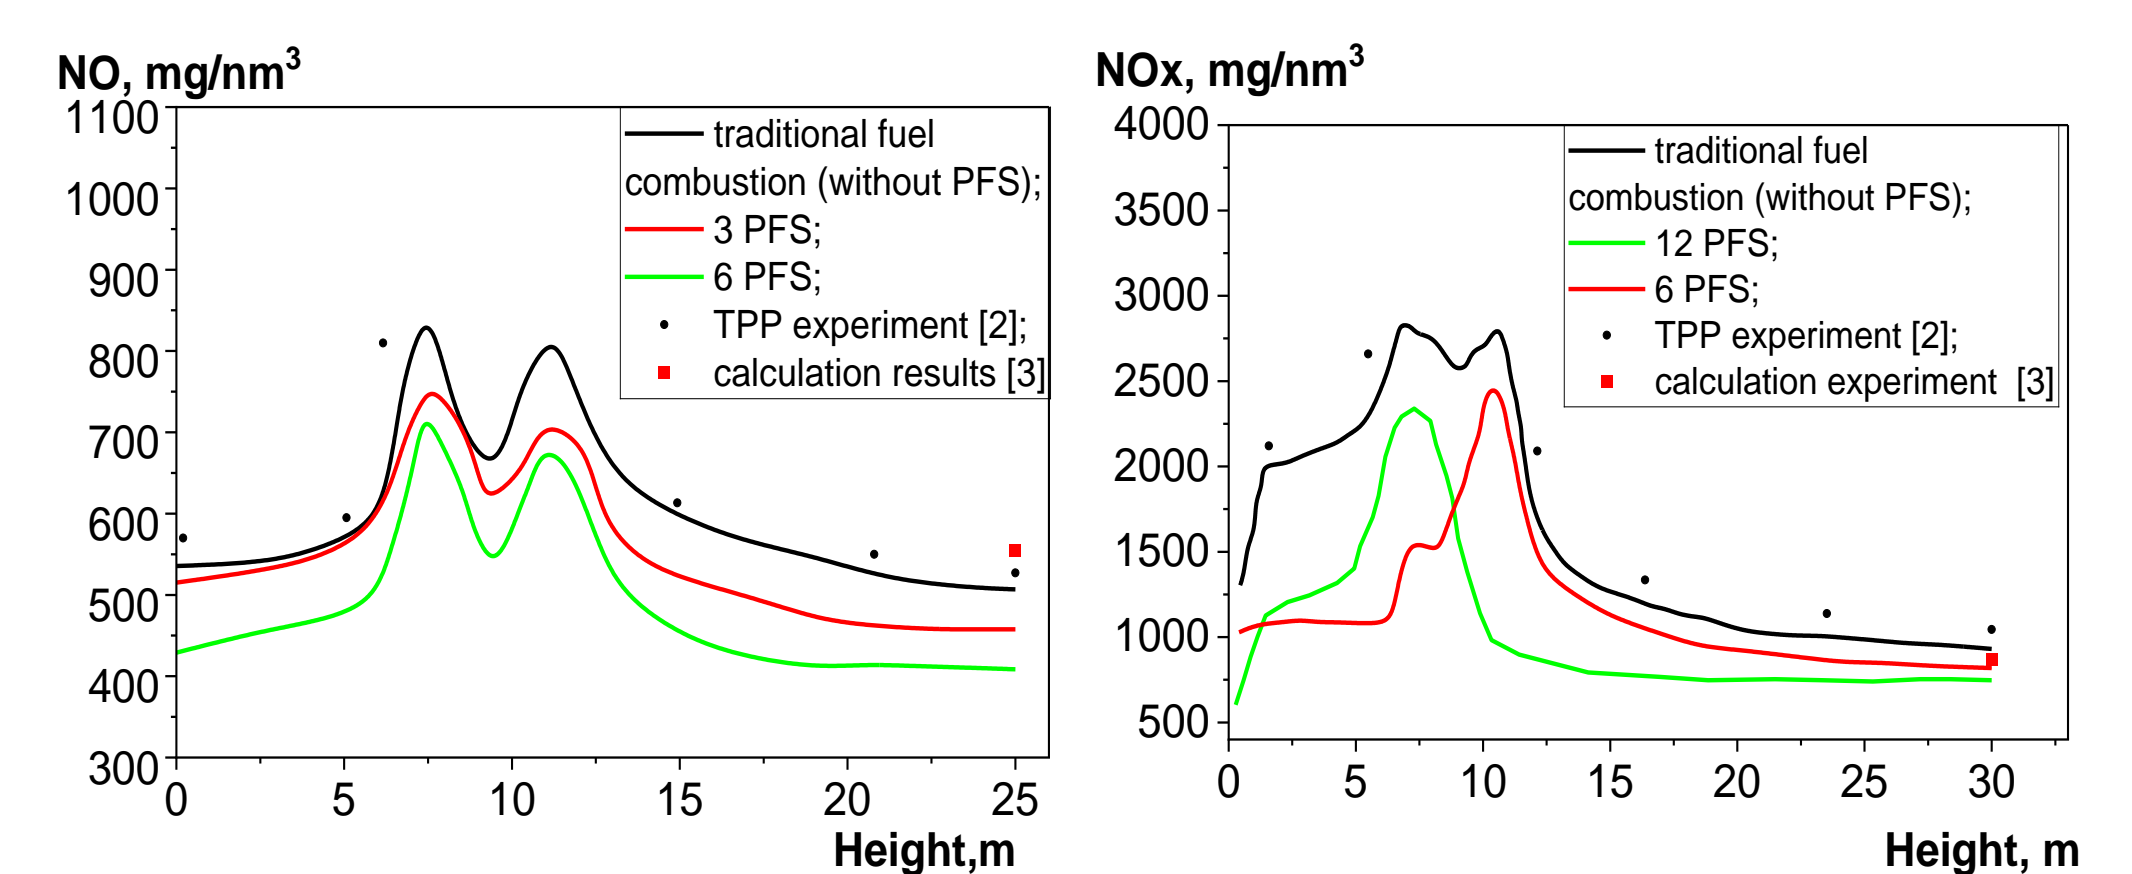 NO, mg/nm³
1100
1000
900
800
700
600
500
400
300
0 5 10 15 20 25
Height,m
traditional fuel
combustion (without PFS);
3 PFS;
6 PFS;
TPP experiment [2];
calculation results [3]
NOx, mg/nm³
4000
3500
3000
2500
2000
1500
1000
500
0 5 10 15 20 25 30
Height, m
traditional fuel
combustion (without PFS);
12 PFS;
6 PFS;
TPP experiment [2];
calculation experiment [3]